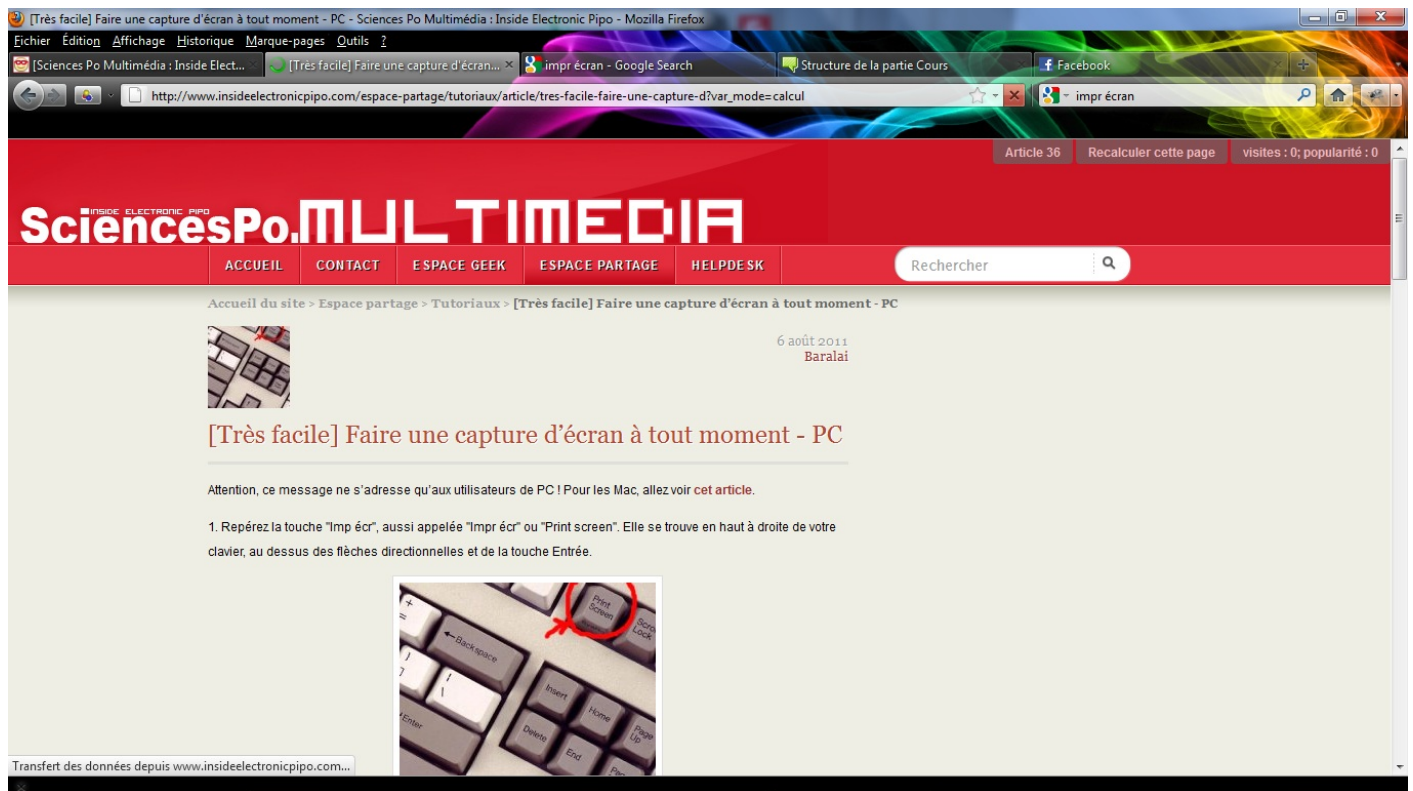 [Très facile] Faire une capture d'écran à tout moment - PC - Sciences Po Multimédia : Inside Electronic Pipo - Mozilla Firefox
Fichier Édition Affichage Historique Marque-pages Outils ?
[Sciences Po Multimédia : Inside Elect... [Très facile] Faire une capture d'écran... impr écran - Google Search Structure de la partie Cours Facebook
http://www.insideelectronicpipo.com/espace-partage/tutoriaux/article/tres-facile-faire-une-capture-d?var_mode=calcul impr écran
Article 36 Recalculer cette page visites : 0; popularité : 0
INSIDE ELECTRONIC PIPO
SciencesPo.MULTIMEDIA
ACCUEIL CONTACT ESPACE GEEK ESPACE PARTAGE HELPDESK Rechercher
Accueil du site > Espace partage > Tutoriaux > [Très facile] Faire une capture d'écran à tout moment - PC
6 août 2011
Baralai
[Très facile] Faire une capture d’écran à tout moment - PC
Attention, ce message ne s’adresse qu’aux utilisateurs de PC ! Pour les Mac, allez voir cet article.
1. Repérez la touche "Imp écr", aussi appelée "Impr écr" ou "Print screen". Elle se trouve en haut à droite de votre
clavier, au dessus des flèches directionnelles et de la touche Entrée.
Print
Screen
Scro
Lock
+
=
←Backspace
}
]
|
\
Insert
Home
Page
Up
Enter
Delete
End
Pa
Transfert des données depuis www.insideelectronicpipo.com...